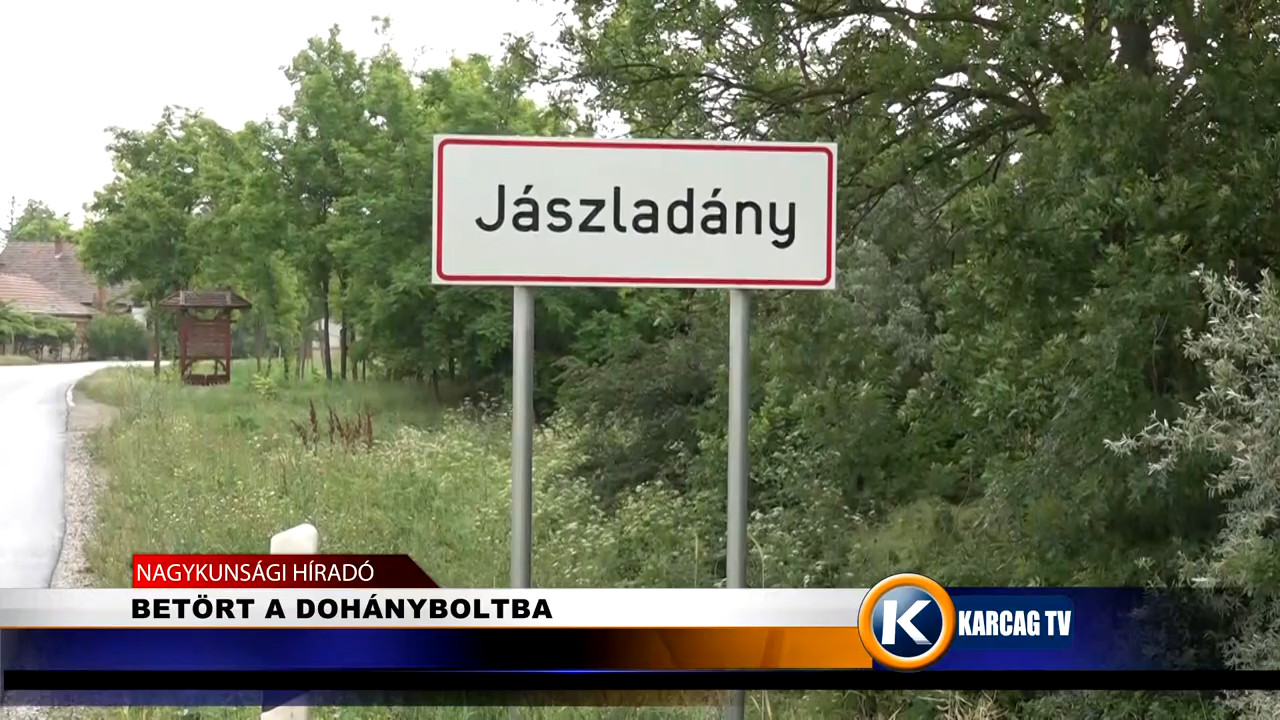 Jászladány
NAGYKUNSÁGI HÍRADÓ
BETÖRT A DOHÁNYBOLTBA
K KARCAG TV